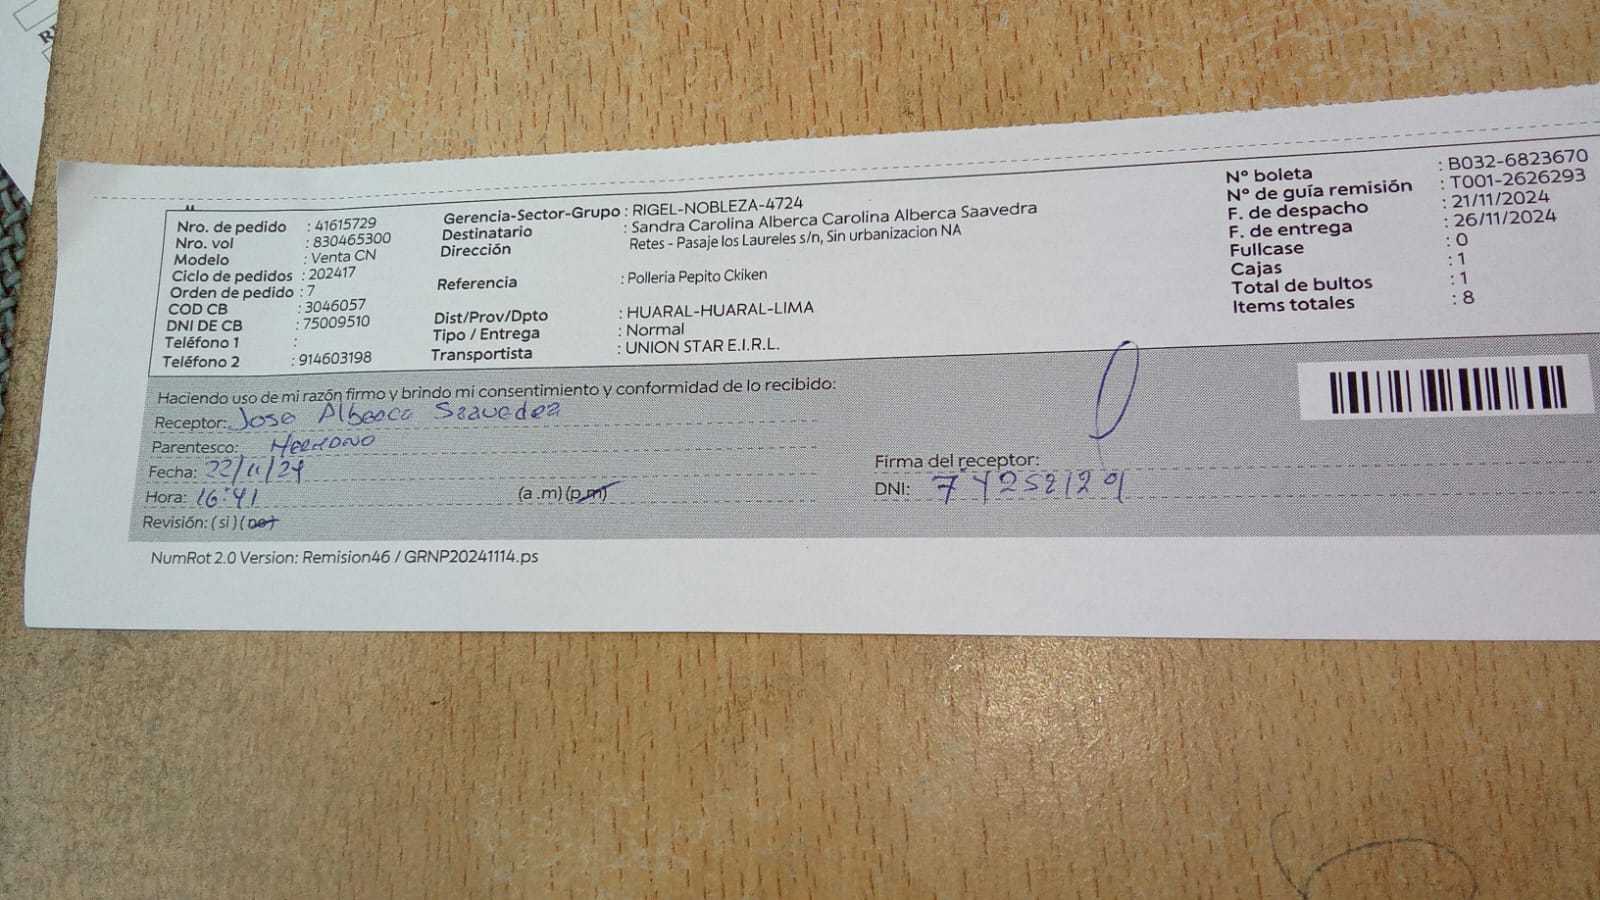 Nro. de pedido : 41615729
Nro. vol : 830465300
Modelo : Venta CN
Ciclo de pedidos : 202417
Orden de pedido : 7
COD CB : 3046057
DNI DE CB : 75009510
Teléfono 1 :
Teléfono 2 : 914603198
Gerencia-Sector-Grupo : RIGEL-NOBLEZA-4724
Destinatario : Sandra Carolina Alberca Carolina Alberca Saavedra
Dirección Retes - Pasaje los Laureles s/n, Sin urbanizacion NA
Referencia : Polleria Pepito Ckiken
Dist/Prov/Dpto : HUARAL-HUARAL-LIMA
Tipo / Entrega : Normal
Transportista : UNION STAR E.I.R.L.
N° boleta : B032-6823670
N° de guía remisión : T001-2626293
F. de despacho : 21/11/2024
F. de entrega : 26/11/2024
Fullcase : 0
Cajas : 1
Total de bultos : 1
Items totales : 8
Haciendo uso de mi razón firmo y brindo mi consentimiento y conformidad de lo recibido:
Receptor: Jose Alberca Saavedra
Parentesco: Hermano
Fecha: 22/11/24
Hora: 16:41 (a .m) (p.m)
Revisión: (si) (no)
Firma del receptor:
DNI: 74258129
NumRot 2.0 Version: Remision46 / GRNP20241114.ps